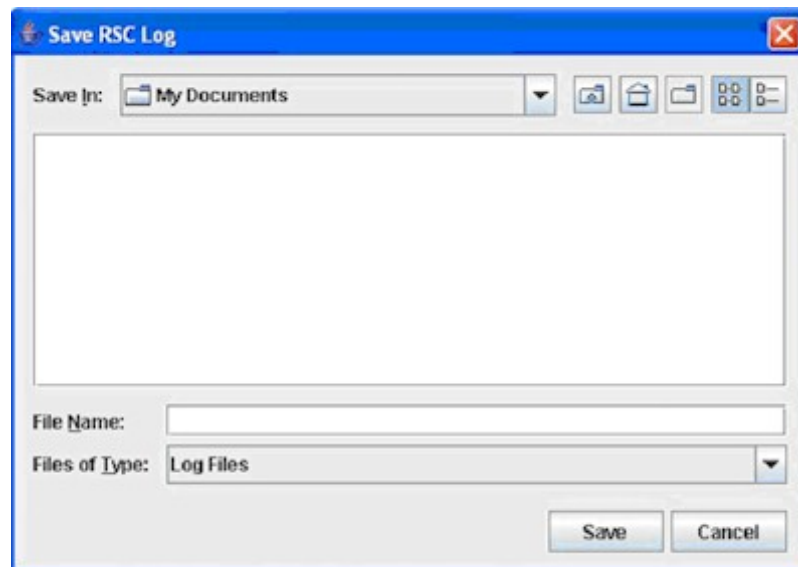 Save RSC Log
Save In: My Documents
File Name:
Files of Type: Log Files
Save Cancel